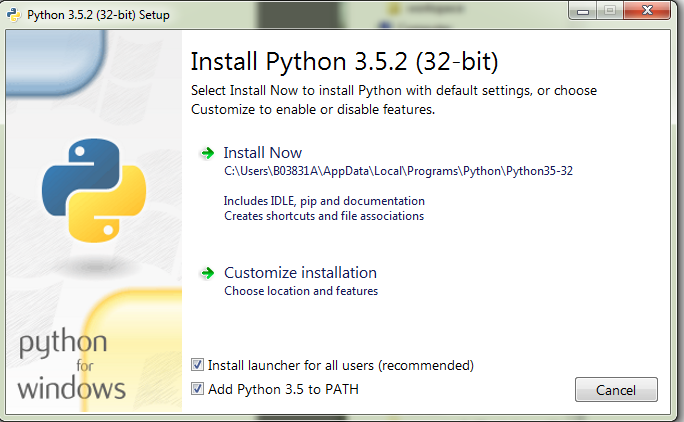 Python 3.5.2 (32-bit) Setup
Install Python 3.5.2 (32-bit)
Select Install Now to install Python with default settings, or choose
Customize to enable or disable features.
Install Now
C:\Users\B03831A\AppData\Local\Programs\Python\Python35-32
Includes IDLE, pip and documentation
Creates shortcuts and file associations
Customize installation
Choose location and features
python
for
windows
Install launcher for all users (recommended)
Add Python 3.5 to PATH
Cancel